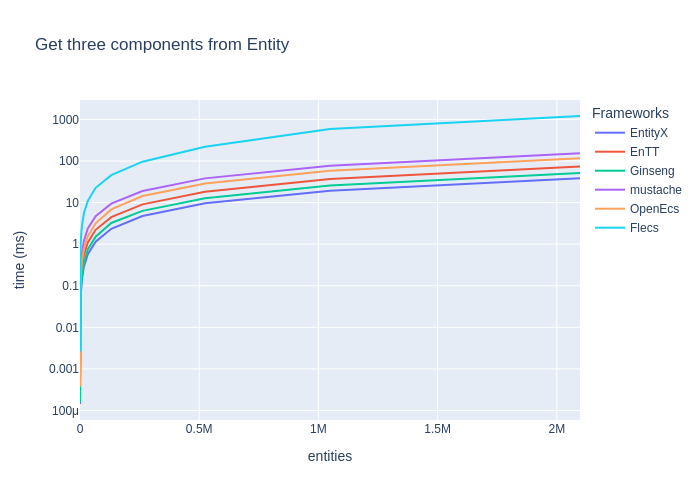 Get three components from Entity
Frameworks
EntityX
EnTT
Ginseng
mustache
OpenEcs
Flecs
time (ms)
1000
100
10
1
0.1
0.01
0.001
100μ
0
0.5M
1M
1.5M
2M
entities